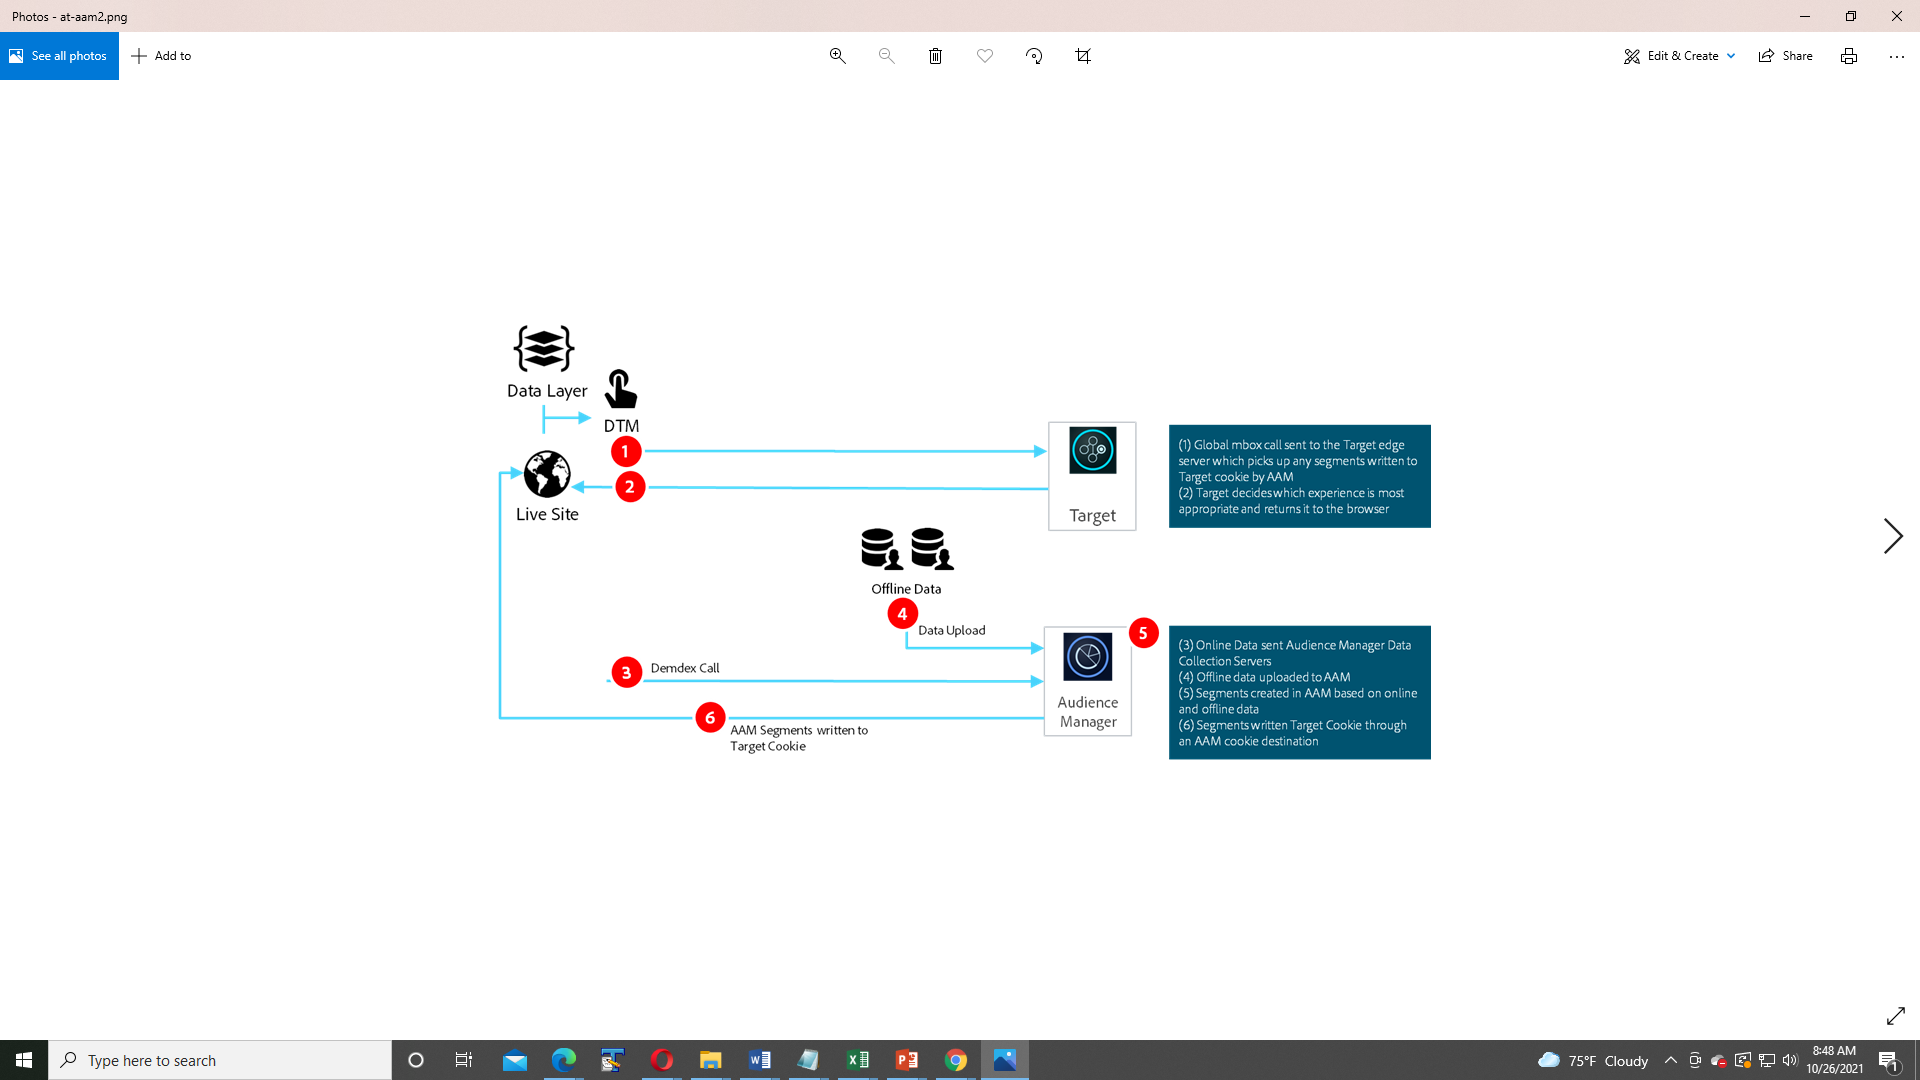 Photos - at-aam2.png
See all photos
Add to
Edit & Create
Share
Data Layer
DTM
1
2
Live Site
Target
(1) Global mbox call sent to the Target edge
server which picks up any segments written to
Target cookie by AAM
(2) Target decides which experience is most
appropriate and returns it to the browser
Offline Data
4
Data Upload
5
3
Demdex Call
Audience
Manager
6
AAM Segments written to
Target Cookie
(3) Online Data sent Audience Manager Data
Collection Servers
(4) Offline data uploaded to AAM
(5) Segments created in AAM based on online
and offline data
(6) Segments written Target Cookie through
an AAM cookie destination
Type here to search
75°F Cloudy
8:48 AM
10/26/2021
1